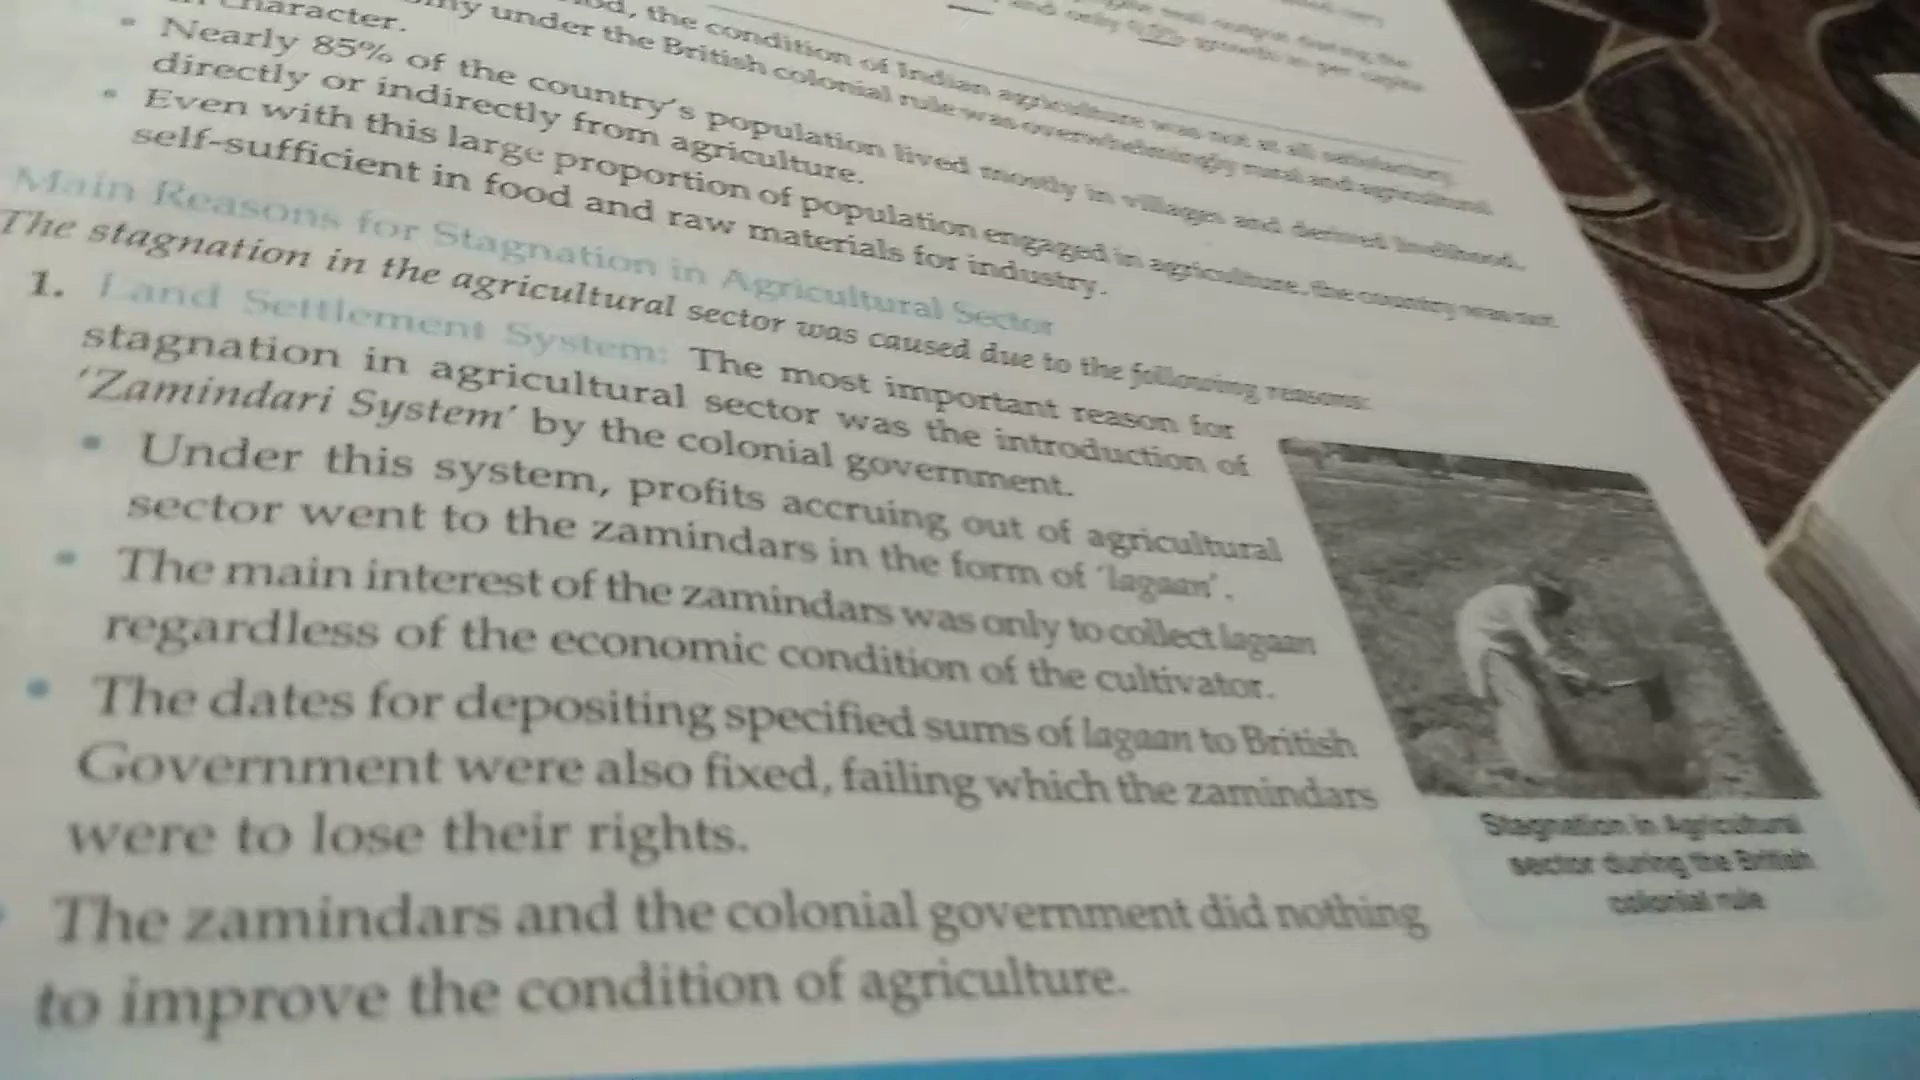 the condition of Indian agriculture was not at all satisfactory.
under the British colonial rule was overwhelmingly rural and agricultural
character.
• Nearly 85% of the country's population lived mostly in villages and derived livelihood
directly or indirectly from agriculture.
• Even with this large proportion of population engaged in agriculture, the country was not
self-sufficient in food and raw materials for industry.
Main Reasons for Stagnation in Agricultural Sector
The stagnation in the agricultural sector was caused due to the following reasons:
1. Land Settlement System: The most important reason for
stagnation in agricultural sector was the introduction of
'Zamindari System' by the colonial government.
• Under this system, profits accruing out of agricultural
sector went to the zamindars in the form of 'lagaan'.
• The main interest of the zamindars was only to collect lagaan
regardless of the economic condition of the cultivator.
• The dates for depositing specified sums of lagaan to British
Government were also fixed, failing which the zamindars
were to lose their rights.
The zamindars and the colonial government did nothing
to improve the condition of agriculture.
Stagnation in Agricultural
sector during the British
colonial rule